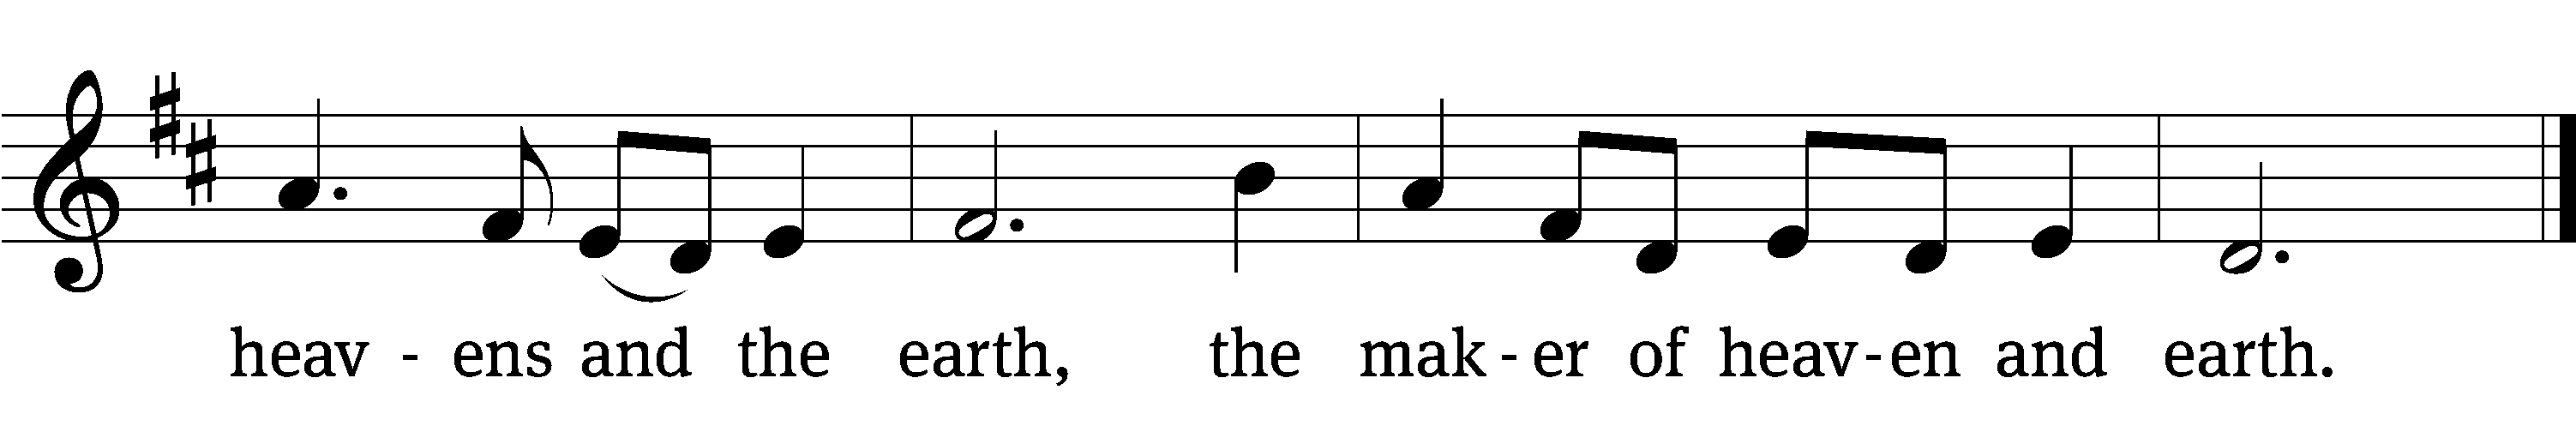 heav - ens and the earth, the mak - er of heav - en and earth.